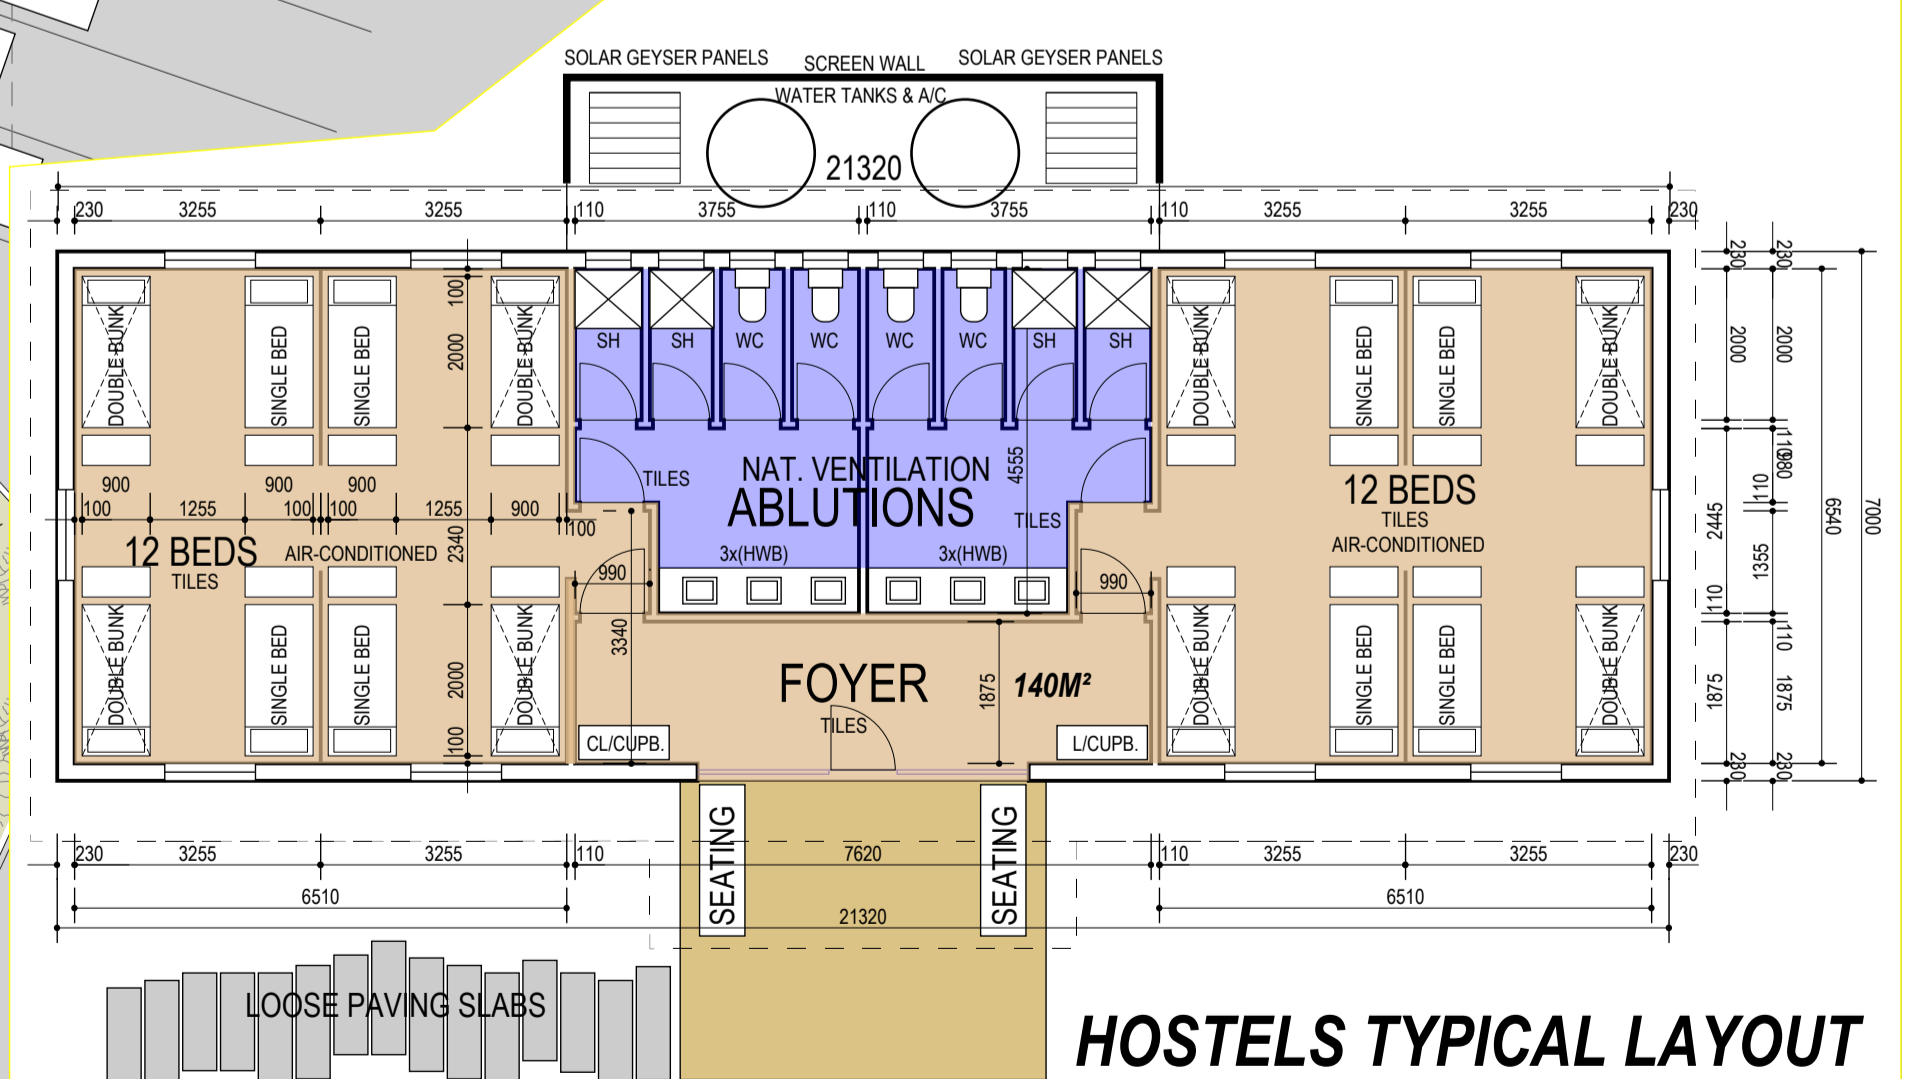 SOLAR GEYSER PANELS
SCREEN WALL
SOLAR GEYSER PANELS
WATER TANKS & A/C
21320
230
3255
3255
110
3755
110
3755
110
3255
3255
230
DOUBLE BUNK
SINGLE BED
SINGLE BED
100
2000
DOUBLE BUNK
SH
SH
WC
WC
WC
WC
SH
SH
DOUBLE BUNK
SINGLE BED
SINGLE BED
DOUBLE BUNK
230
230
2000
2000
110
980
900
900
900
100
1255
100
100
1255
900
100
2340
TILES
NAT. VENTILATION
ABLUTIONS
4555
TILES
12 BEDS
TILES
AIR-CONDITIONED
12 BEDS
TILES
AIR-CONDITIONED
3x(HWB)
3x(HWB)
990
990
110
2445
1355
110
6540
7000
DOUBLE BUNK
SINGLE BED
SINGLE BED
2000
100
DOUBLE BUNK
3340
FOYER
140M²
TILES
1875
CL/CUPB.
L/CUPB.
DOUBLE BUNK
SINGLE BED
SINGLE BED
DOUBLE BUNK
110
1875
1875
230
230
230
3255
3255
110
7620
110
3255
3255
230
SEATING
SEATING
6510
6510
21320
LOOSE PAVING SLABS
HOSTELS TYPICAL LAYOUT